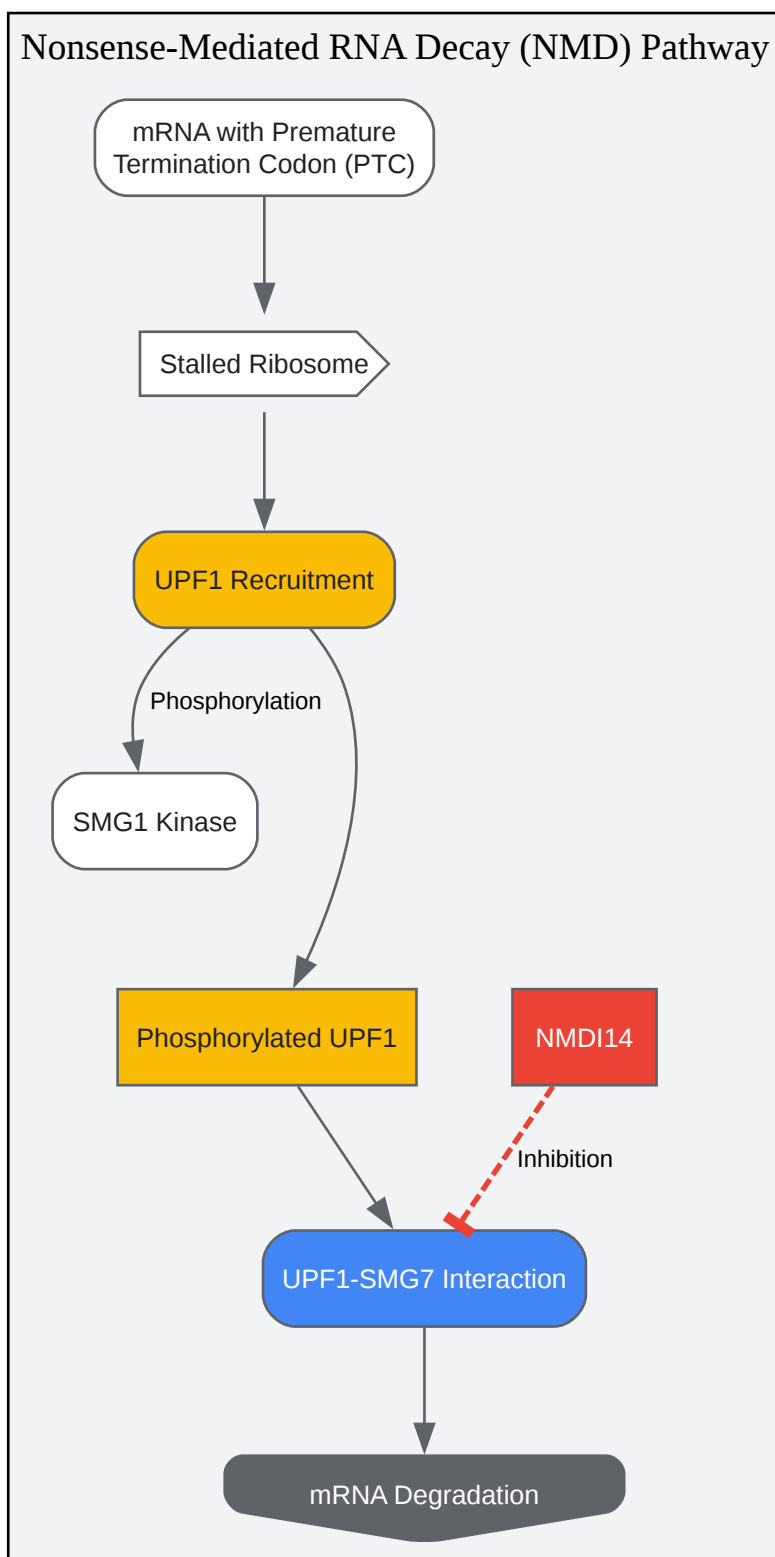 Nonsense-Mediated RNA Decay (NMD) Pathway
mRNA with Premature
Termination Codon (PTC)
Stalled Ribosome
UPF1 Recruitment
Phosphorylation
SMG1 Kinase
Phosphorylated UPF1
NMDI14
Inhibition
UPF1-SMG7 Interaction
mRNA Degradation